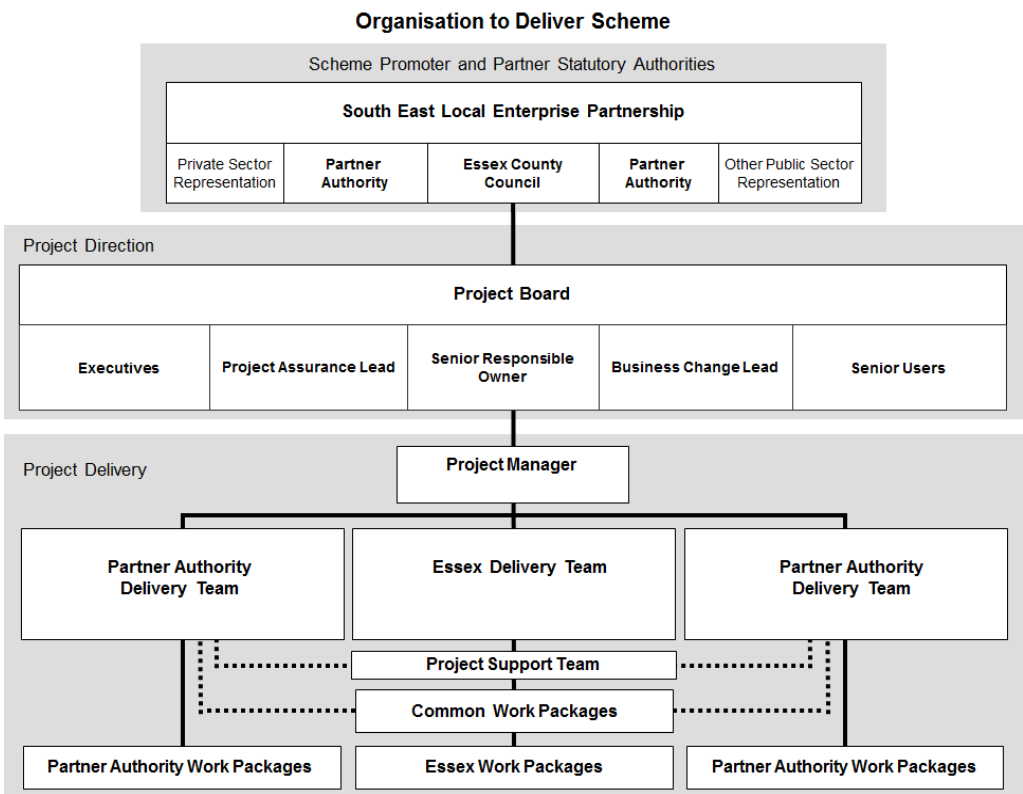 Organisation to Deliver Scheme
Scheme Promoter and Partner Statutory Authorities
South East Local Enterprise Partnership
Private Sector
Representation
Partner
Authority
Essex County
Council
Partner
Authority
Other Public Sector
Representation
Project Direction
Project Board
Executives
Project Assurance Lead
Senior Responsible
Owner
Business Change Lead
Senior Users
Project Delivery
Project Manager
Partner Authority
Delivery Team
Essex Delivery Team
Partner Authority
Delivery Team
Project Support Team
Common Work Packages
Partner Authority Work Packages
Essex Work Packages
Partner Authority Work Packages